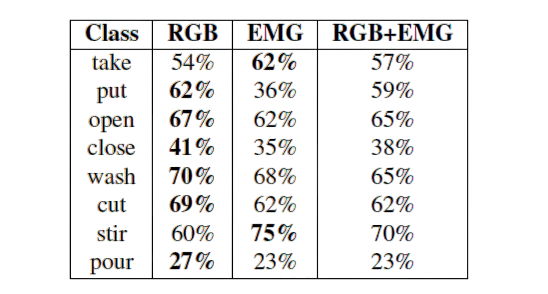 Class RGB EMG RGB+EMG
take 54% 62% 57%
put 62% 36% 59%
open 67% 62% 65%
close 41% 35% 38%
wash 70% 68% 65%
cut 69% 62% 62%
stir 60% 75% 70%
pour 27% 23% 23%